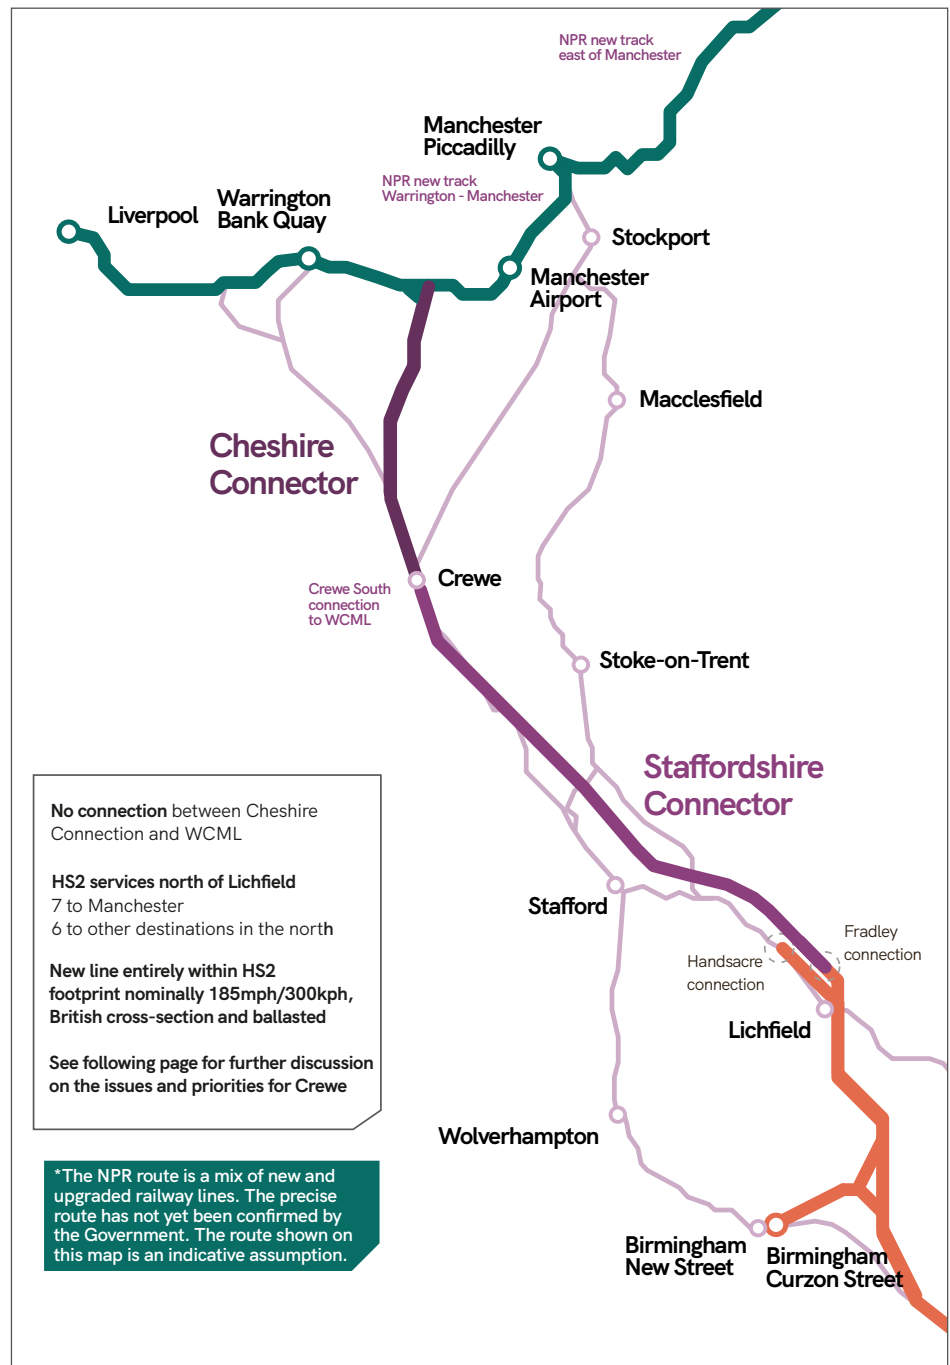 NPR new track
east of Manchester
Manchester
Piccadilly
NPR new track
Warrington - Manchester
Warrington
Bank Quay
Liverpool
Stockport
Manchester
Airport
Macclesfield
Cheshire
Connector
Crewe
Crewe South
connection
to WCML
Stoke-on-Trent
Staffordshire
Connector
No connection between Cheshire
Connection and WCML
HS2 services north of Lichfield
7 to Manchester
6 to other destinations in the north
New line entirely within HS2
footprint nominally 185mph/300kph,
British cross-section and ballasted
See following page for further discussion
on the issues and priorities for Crewe
Stafford
Fradley
connection
Handsacre
connection
Lichfield
Wolverhampton
*The NPR route is a mix of new and
upgraded railway lines. The precise
route has not yet been confirmed by
the Government. The route shown on
this map is an indicative assumption.
Birmingham
New Street
Birmingham
Curzon Street